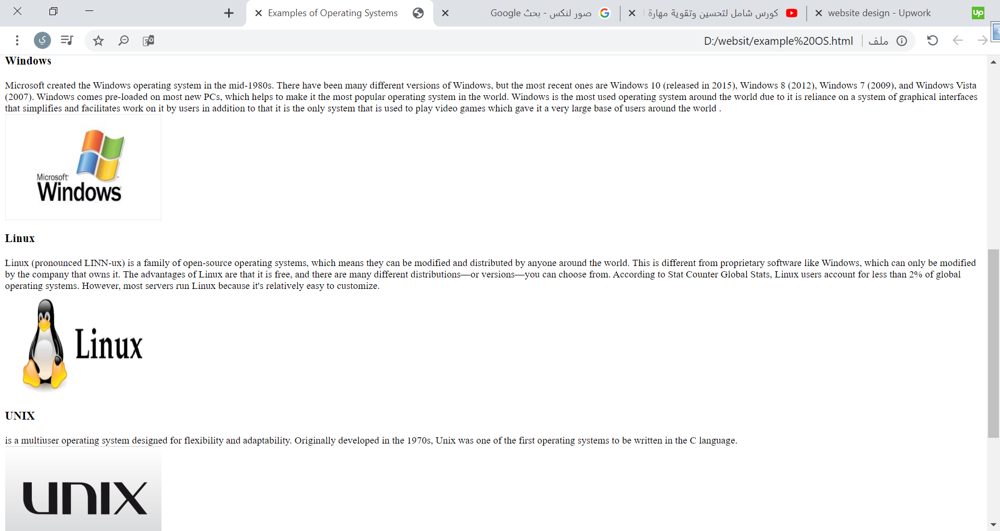 Examples of Operating Systems
صور لنكس - بحث Google
كورس شامل لتحسين وتقوية مهارة
website design - Upwork
up
ي
D:/websit/example%20OS.html
ملف
Windows
Microsoft created the Windows operating system in the mid-1980s. There have been many different versions of Windows, but the most recent ones are Windows 10 (released in 2015), Windows 8 (2012), Windows 7 (2009), and Windows Vista
(2007). Windows comes pre-loaded on most new PCs, which helps to make it the most popular operating system in the world. Windows is the most used operating system around the world due to it is reliance on a system of graphical interfaces
that simplifies and facilitates work on it by users in addition to that it is the only system that is used to play video games which gave it a very large base of users around the world .
Microsoft
Windows
Linux
Linux (pronounced LINN-ux) is a family of open-source operating systems, which means they can be modified and distributed by anyone around the world. This is different from proprietary software like Windows, which can only be modified
by the company that owns it. The advantages of Linux are that it is free, and there are many different distributions—or versions—you can choose from. According to Stat Counter Global Stats, Linux users account for less than 2% of global
operating systems. However, most servers run Linux because it's relatively easy to customize.
Linux
UNIX
is a multiuser operating system designed for flexibility and adaptability. Originally developed in the 1970s, Unix was one of the first operating systems to be written in the C language.
UNIX